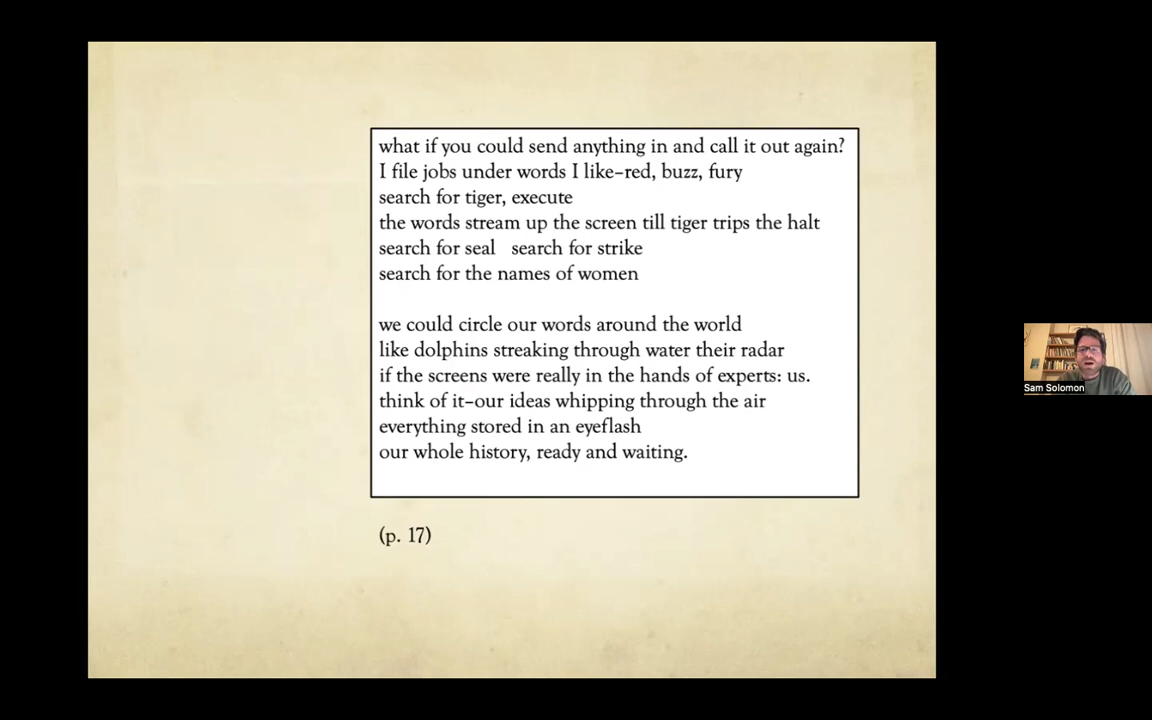 what if you could send anything in and call it out again?
I file jobs under words I like–red, buzz, fury
search for tiger, execute
the words stream up the screen till tiger trips the halt
search for seal   search for strike
search for the names of women

we could circle our words around the world
like dolphins streaking through water their radar
if the screens were really in the hands of experts: us.
think of it–our ideas whipping through the air
everything stored in an eyeflash
our whole history, ready and waiting.

(p. 17)
Sam Solomon